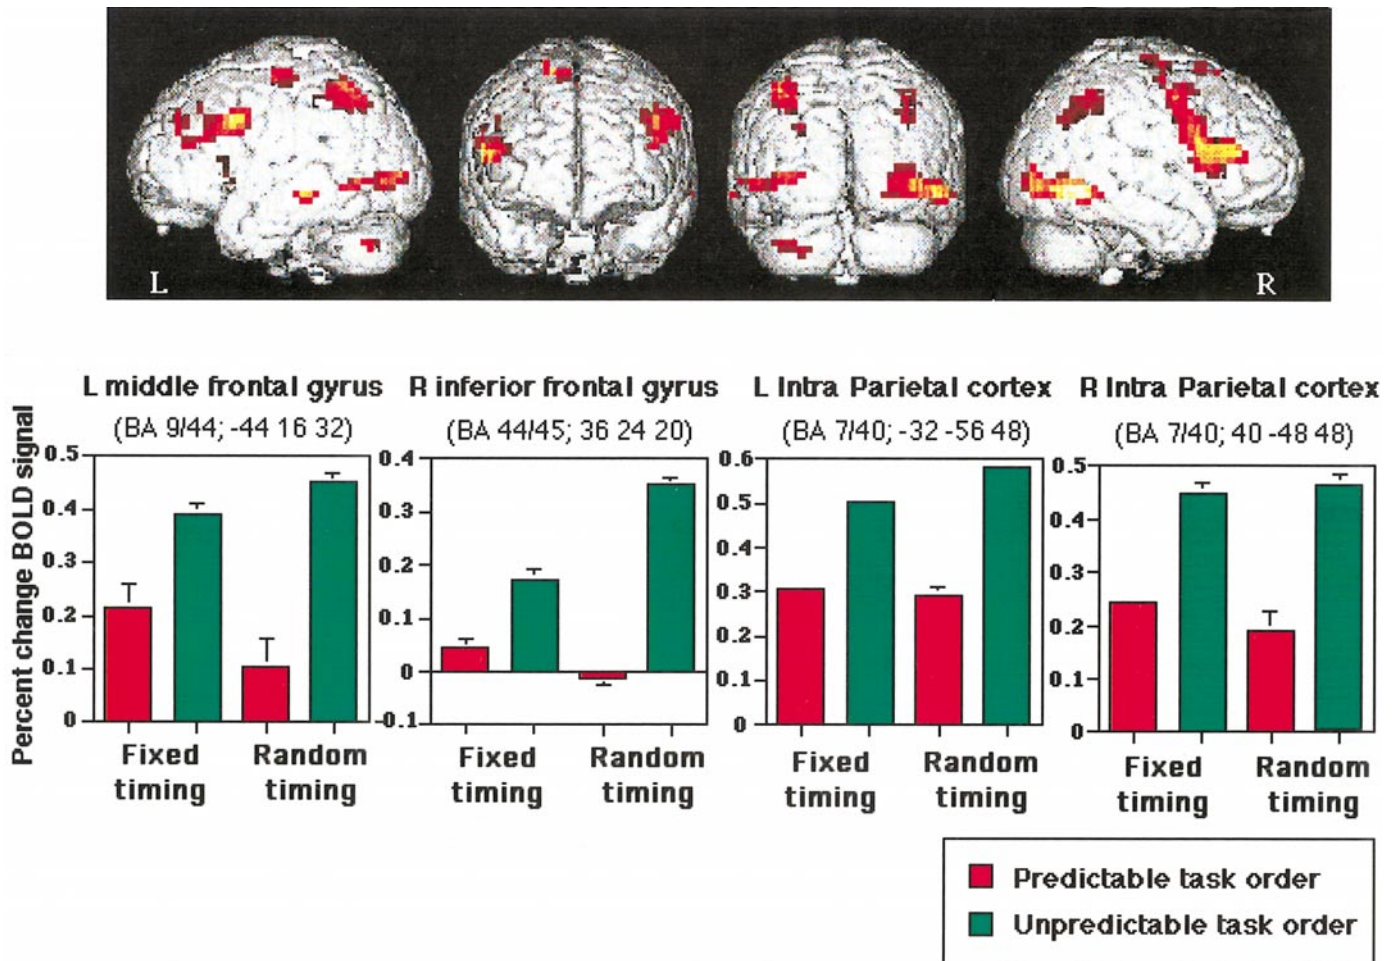 L
R
L middle frontal gyrus
(BA 9/44; -44 16 32)
R inferior frontal gyrus
(BA 44/45; 36 24 20)
L Intra Parietal cortex
(BA 7/40; -32 -56 48)
R Intra Parietal cortex
(BA 7/40; 40 -48 48)
Percent change BOLD signal
0.5
0.4
0.3
0.2
0.1
0
Fixed timing
Random timing
0.4
0.3
0.2
0.1
0
-0.1
Fixed timing
Random timing
0.6
0.5
0.4
0.3
0.2
0.1
0
Fixed timing
Random timing
0.5
0.4
0.3
0.2
0.1
0
Fixed timing
Random timing
Predictable task order
Unpredictable task order